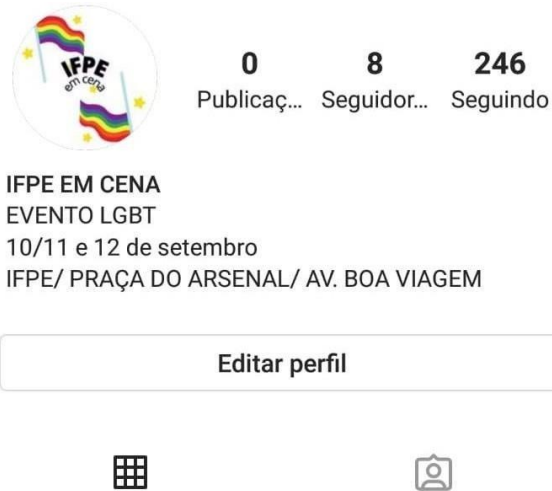 IFPE
em cena
0
8
246
Publicaç...
Seguidor...
Seguindo
IFPE EM CENA
EVENTO LGBT
10/11 e 12 de setembro
IFPE/ PRAÇA DO ARSENAL/ AV. BOA VIAGEM
Editar perfil